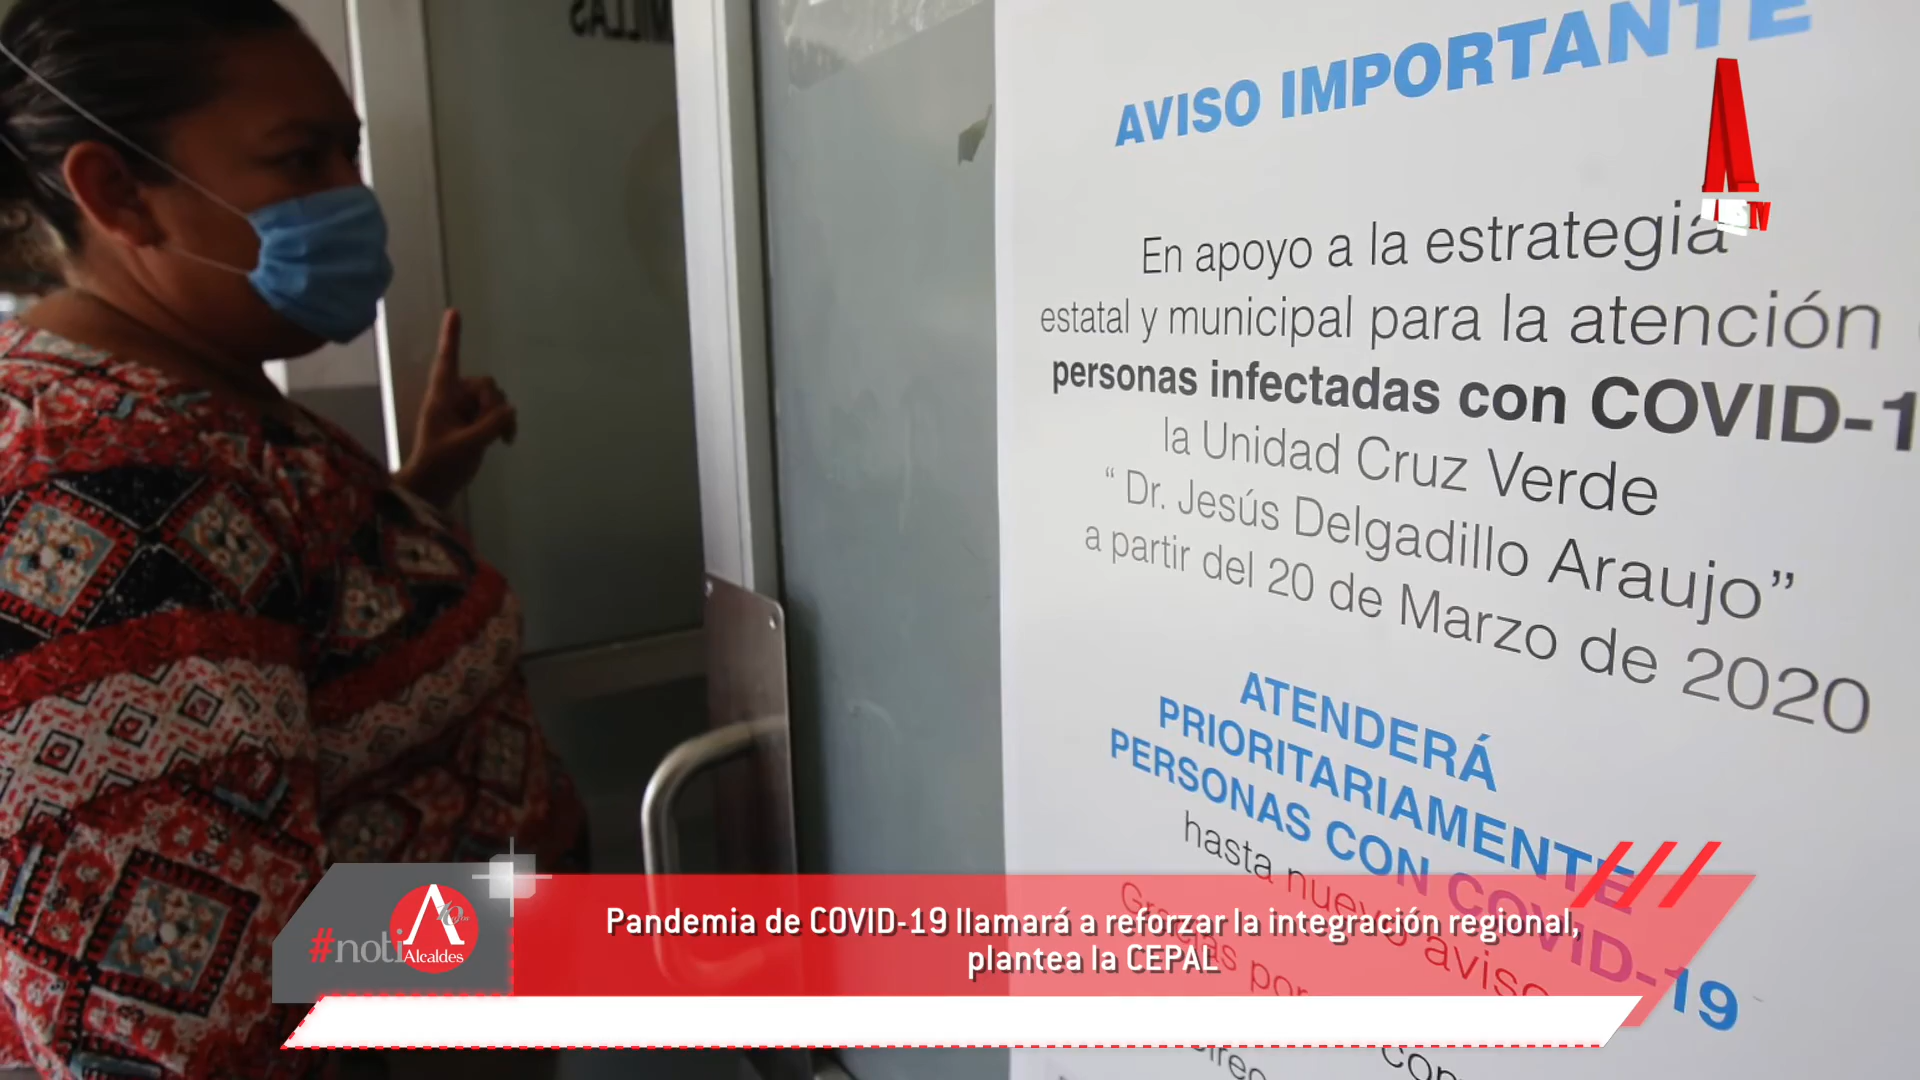 AVISO IMPORTANTE
En apoyo a la estrategia
estatal y municipal para la atención
personas infectadas con COVID-1
la Unidad Cruz Verde
“ Dr. Jesús Delgadillo Araujo”
a partir del 20 de Marzo de 2020
ATENDERÁ
PRIORITARIAMENTE
PERSONAS CON COVID-19
hasta nuevo aviso
Gracias por
#notiAlcaldes
Pandemia de COVID-19 llamará a reforzar la integración regional,
plantea la CEPAL